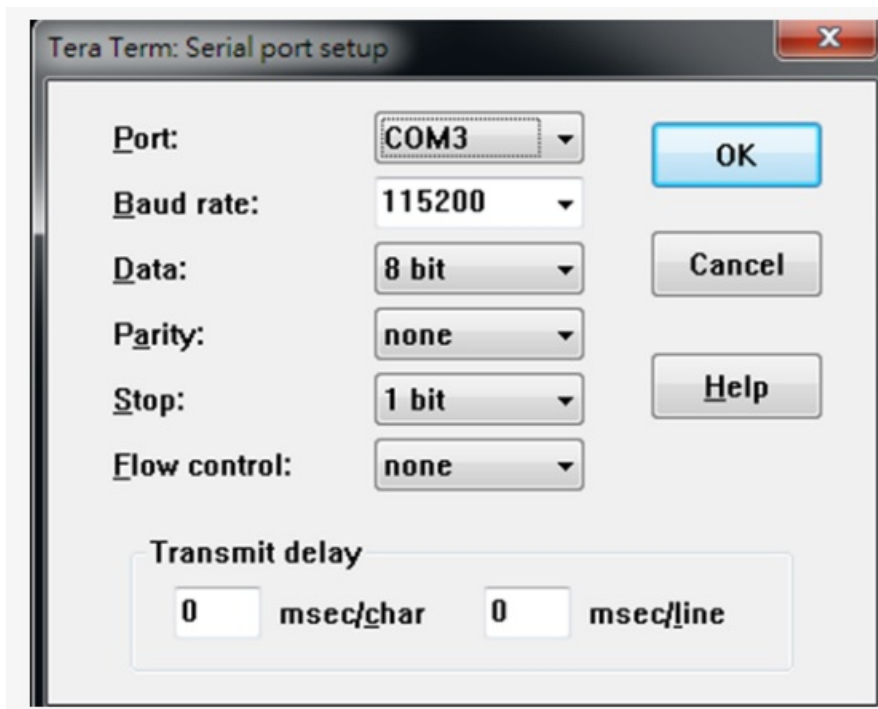 Tera Term: Serial port setup
Port: COM3
OK
Baud rate: 115200
Data: 8 bit
Cancel
Parity: none
Stop: 1 bit
Help
Flow control: none
Transmit delay
0 msec/char 0 msec/line